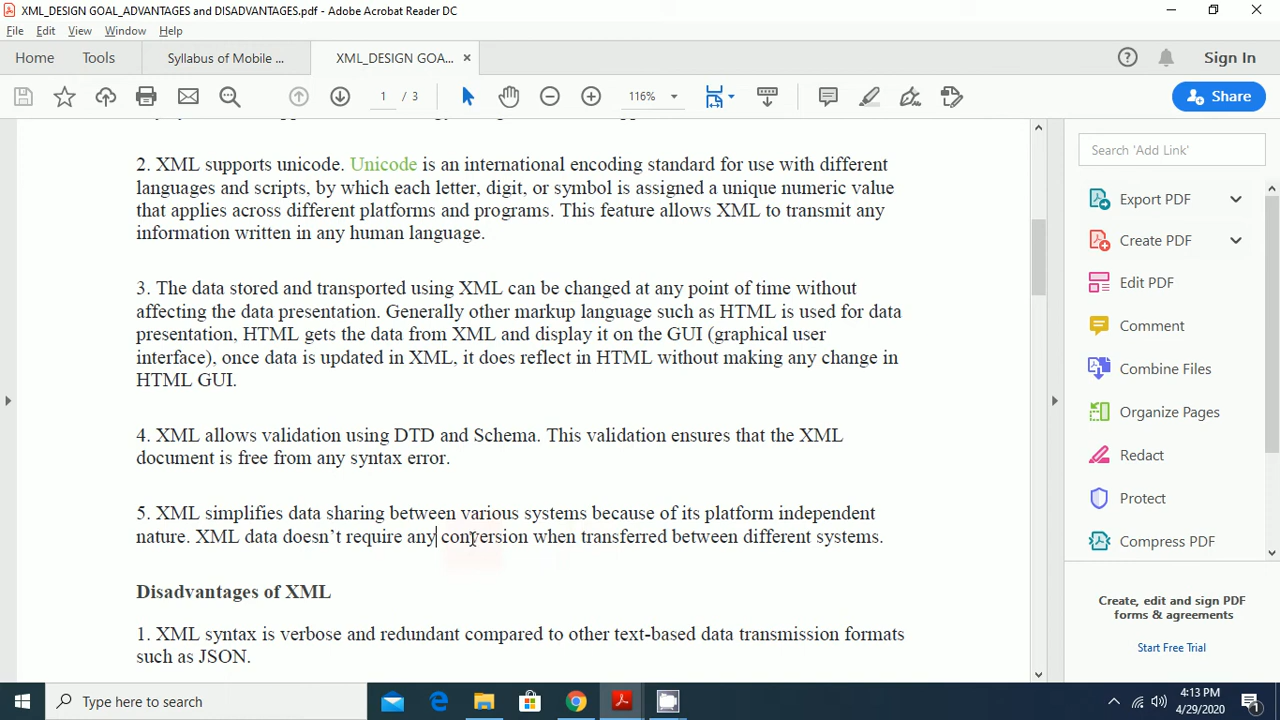 XML_DESIGN GOAL_ADVANTAGES and DISADVANTAGES.pdf - Adobe Acrobat Reader DC
File Edit View Window Help
Home Tools Syllabus of Mobile ... XML_DESIGN GOA... × Sign In
1 / 3 116% Share
2. XML supports unicode. Unicode is an international encoding standard for use with different
languages and scripts, by which each letter, digit, or symbol is assigned a unique numeric value
that applies across different platforms and programs. This feature allows XML to transmit any
information written in any human language.
3. The data stored and transported using XML can be changed at any point of time without
affecting the data presentation. Generally other markup language such as HTML is used for data
presentation, HTML gets the data from XML and display it on the GUI (graphical user
interface), once data is updated in XML, it does reflect in HTML without making any change in
HTML GUI.
4. XML allows validation using DTD and Schema. This validation ensures that the XML
document is free from any syntax error.
5. XML simplifies data sharing between various systems because of its platform independent
nature. XML data doesn’t require any conversion when transferred between different systems.
Disadvantages of XML
1. XML syntax is verbose and redundant compared to other text-based data transmission formats
such as JSON.
Search 'Add Link'
Export PDF
Create PDF
Edit PDF
Comment
Combine Files
Organize Pages
Redact
Protect
Compress PDF
Create, edit and sign PDF
forms & agreements
Start Free Trial
Type here to search
4:13 PM
4/29/2020
1